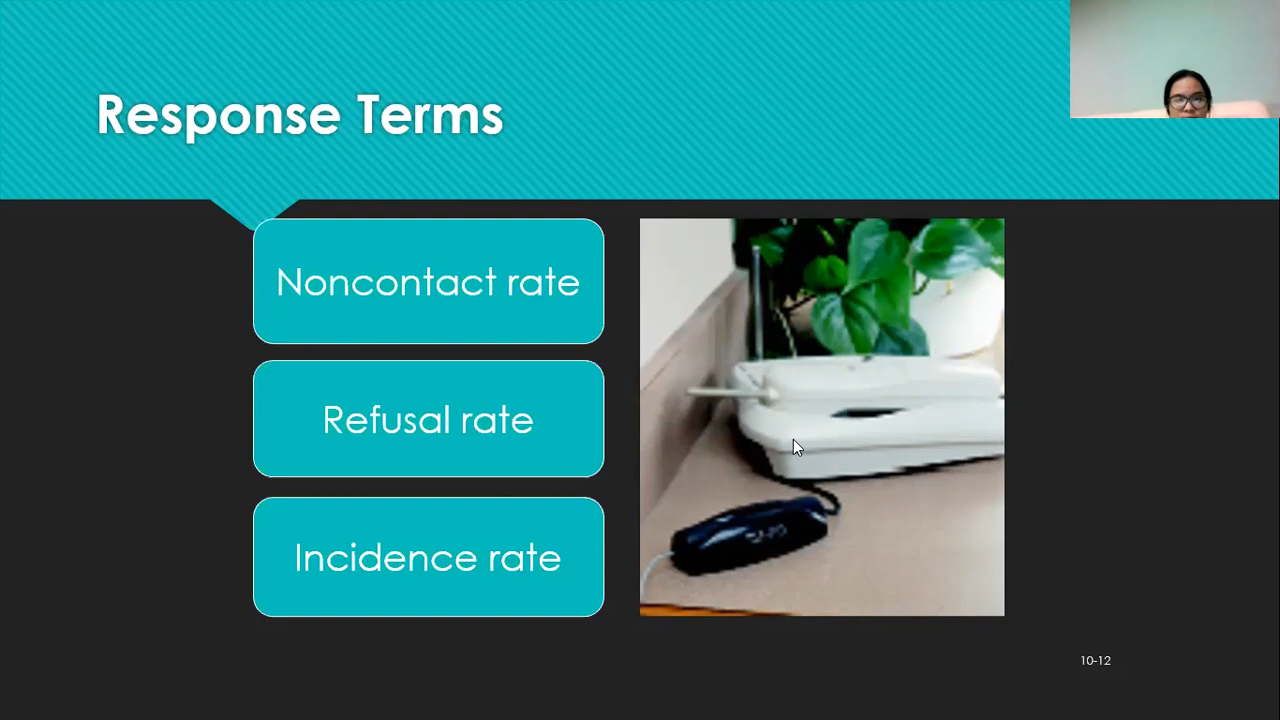 Response Terms
Noncontact rate
Refusal rate
Incidence rate
10-12